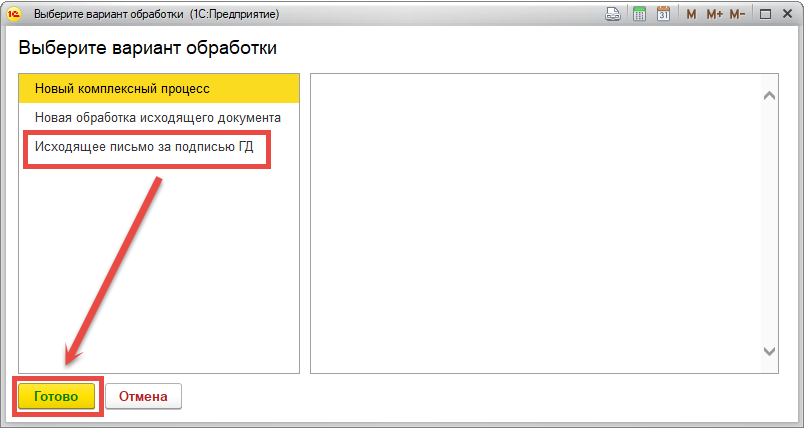 1С Выберите вариант обработки (1С:Предприятие) 31 M M+ M-
Выберите вариант обработки
Новый комплексный процесс
Новая обработка исходящего документа
Исходящее письмо за подписью ГД
Готово Отмена